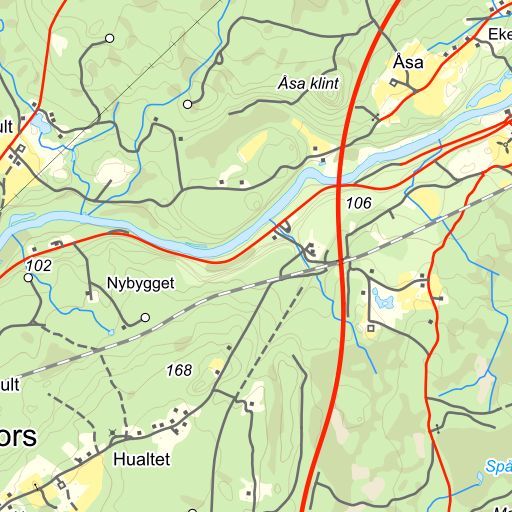 Eke
Åsa
Åsa klint
ult
106
102
Nybygget
168
ult
ors
Hualtet
Spå